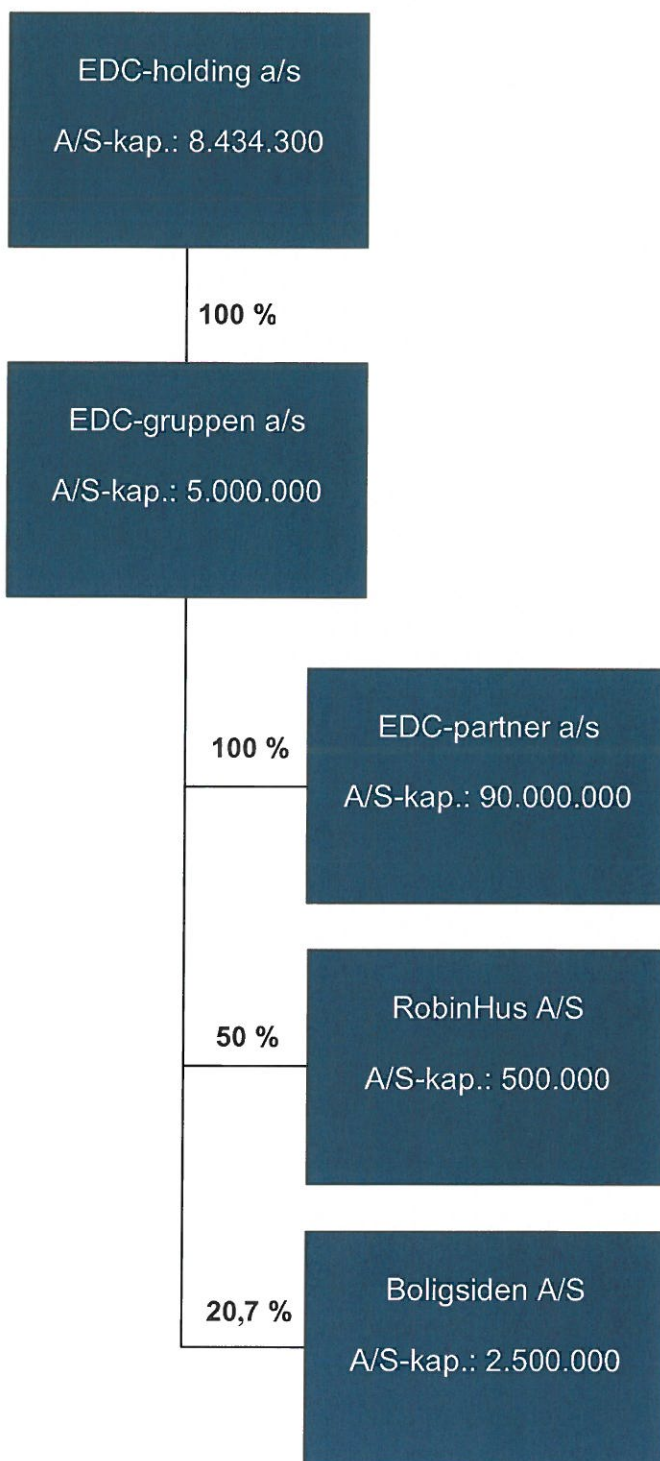 EDC-holding a/s
A/S-kap.: 8.434.300
100 %
EDC-gruppen a/s
A/S-kap.: 5.000.000
100 %
EDC-partner a/s
A/S-kap.: 90.000.000
50 %
RobinHus A/S
A/S-kap.: 500.000
20,7 %
Boligsiden A/S
A/S-kap.: 2.500.000